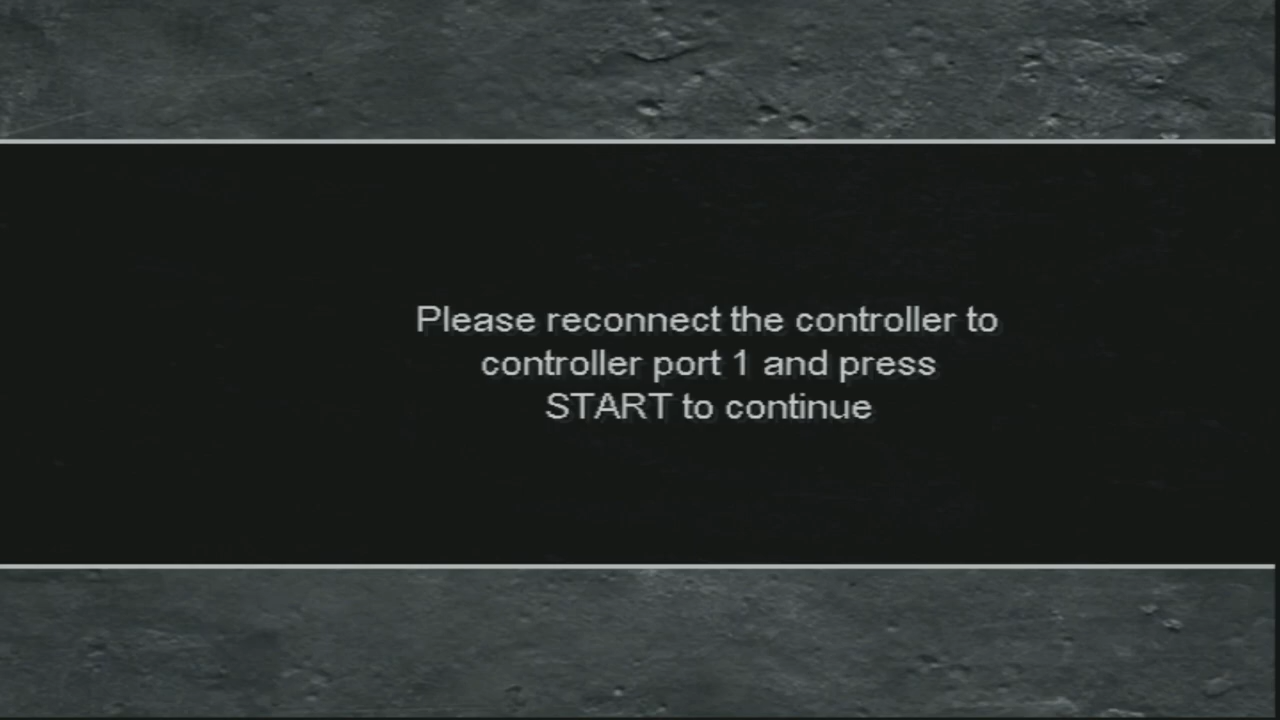 Please reconnect the controller to
controller port 1 and press
START to continue